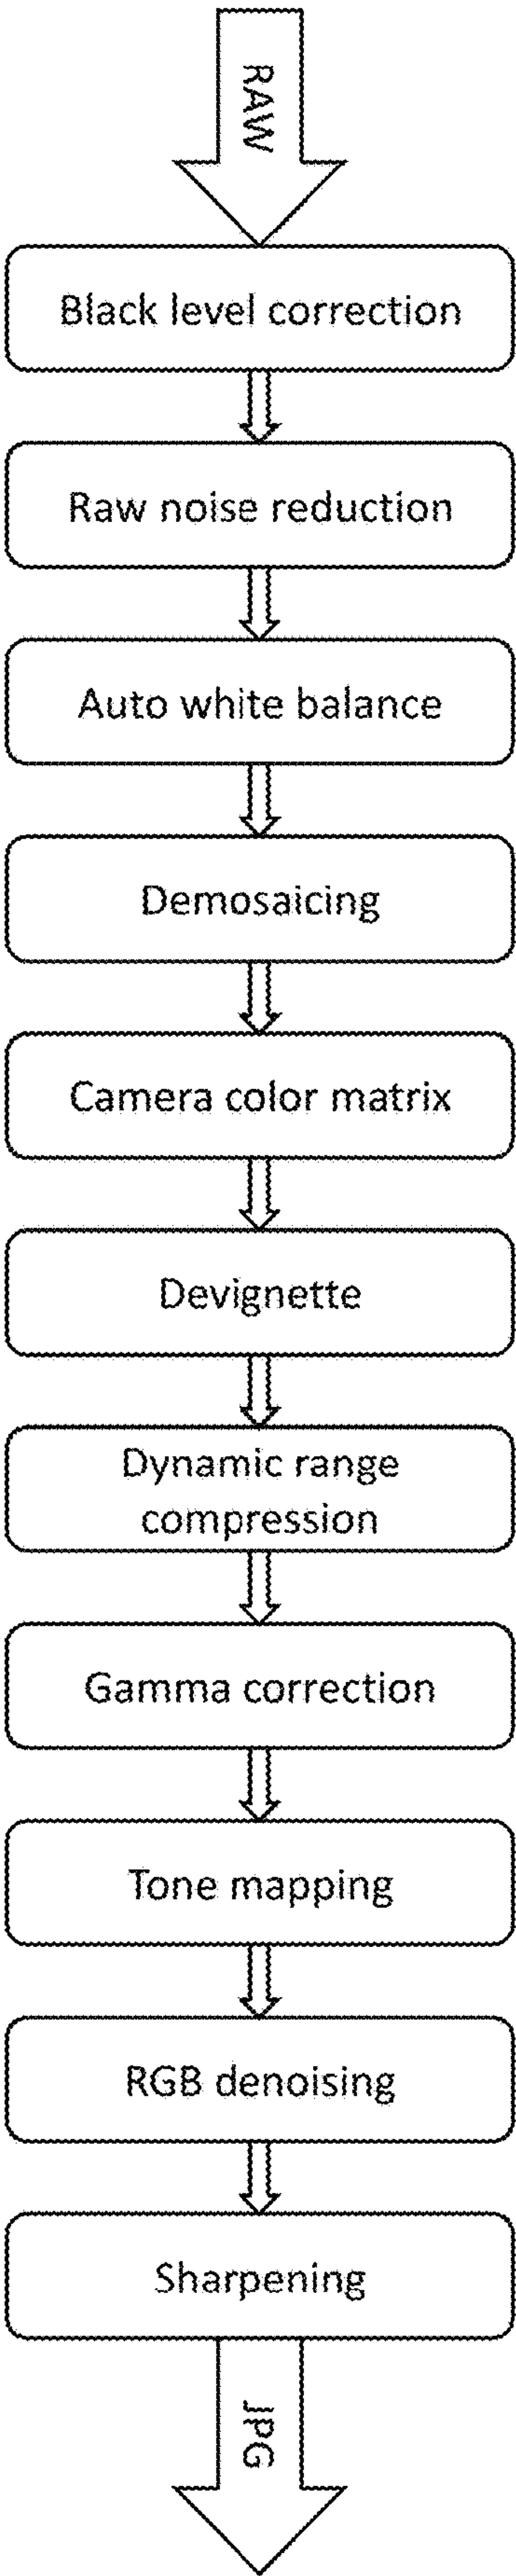 RAW
Black level correction
Raw noise reduction
Auto white balance
Demosaicing
Camera color matrix
Devignette
Dynamic range
compression
Gamma correction
Tone mapping
RGB denoising
Sharpening
JPG